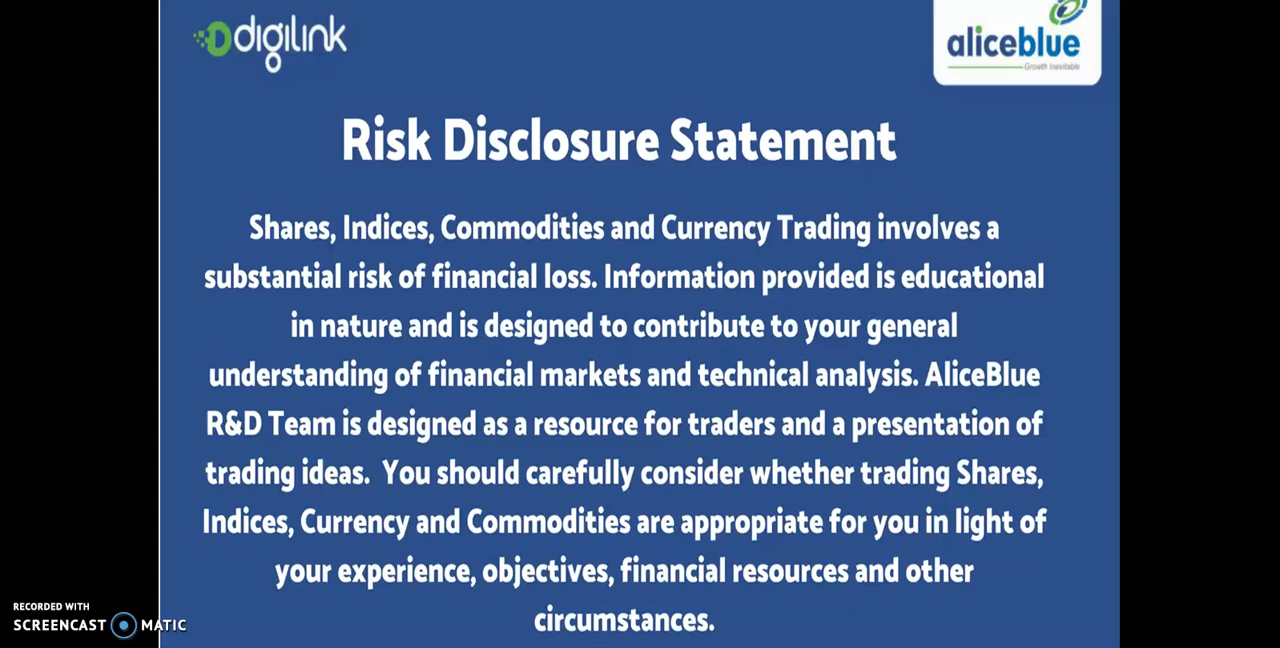 digilink
aliceblue
Growth Inevitable
Risk Disclosure Statement
Shares, Indices, Commodities and Currency Trading involves a
substantial risk of financial loss. Information provided is educational
in nature and is designed to contribute to your general
understanding of financial markets and technical analysis. AliceBlue
R&D Team is designed as a resource for traders and a presentation of
trading ideas.  You should carefully consider whether trading Shares,
Indices, Currency and Commodities are appropriate for you in light of
your experience, objectives, financial resources and other
circumstances.
RECORDED WITH
SCREENCAST MATIC